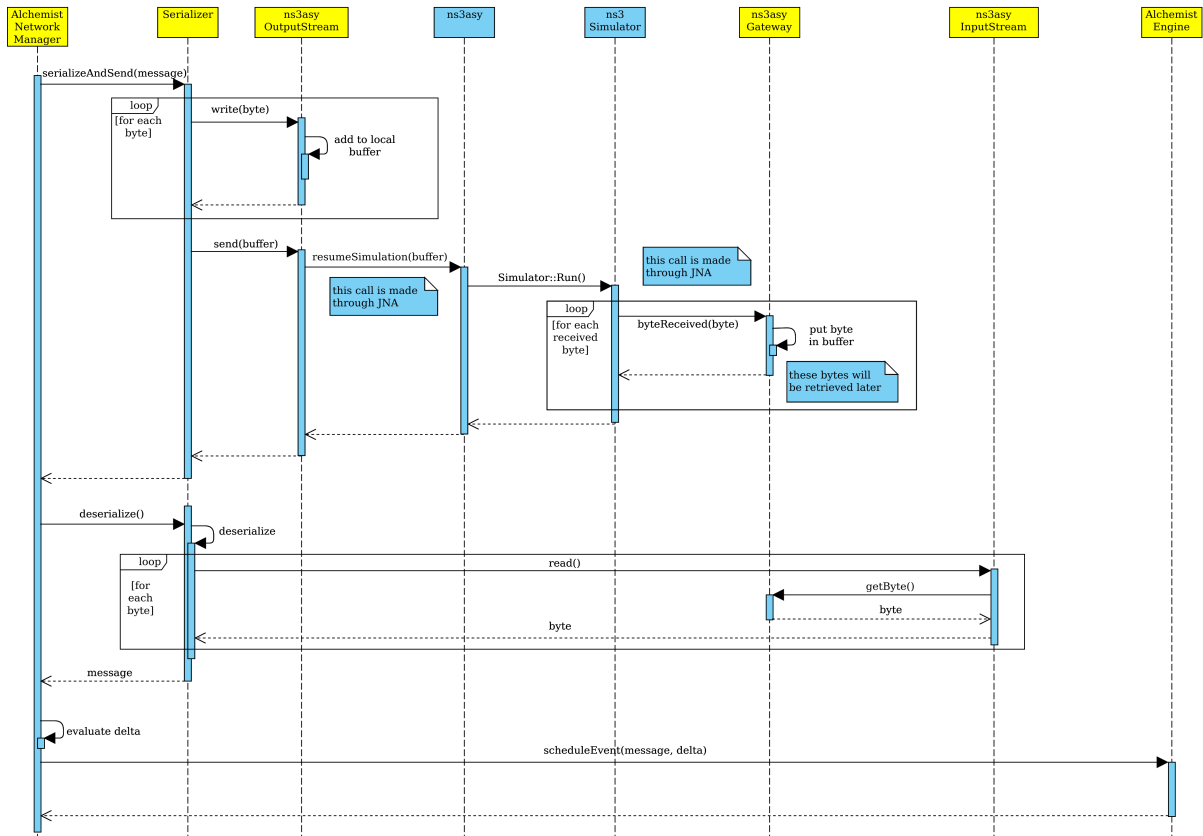 Alchemist
Network
Manager
Serializer
ns3asy
OutputStream
ns3asy
ns3
Simulator
ns3asy
Gateway
ns3asy
InputStream
Alchemist
Engine
serializeAndSend(message)
loop
[for each
byte]
write(byte)
add to local
buffer
send(buffer)
resumeSimulation(buffer)
this call is made
through JNA
Simulator::Run()
this call is made
through JNA
loop
[for each
received
byte]
byteReceived(byte)
put byte
in buffer
these bytes will
be retrieved later
deserialize()
deserialize
loop
[for
each
byte]
read()
getByte()
byte
byte
message
evaluate delta
scheduleEvent(message, delta)